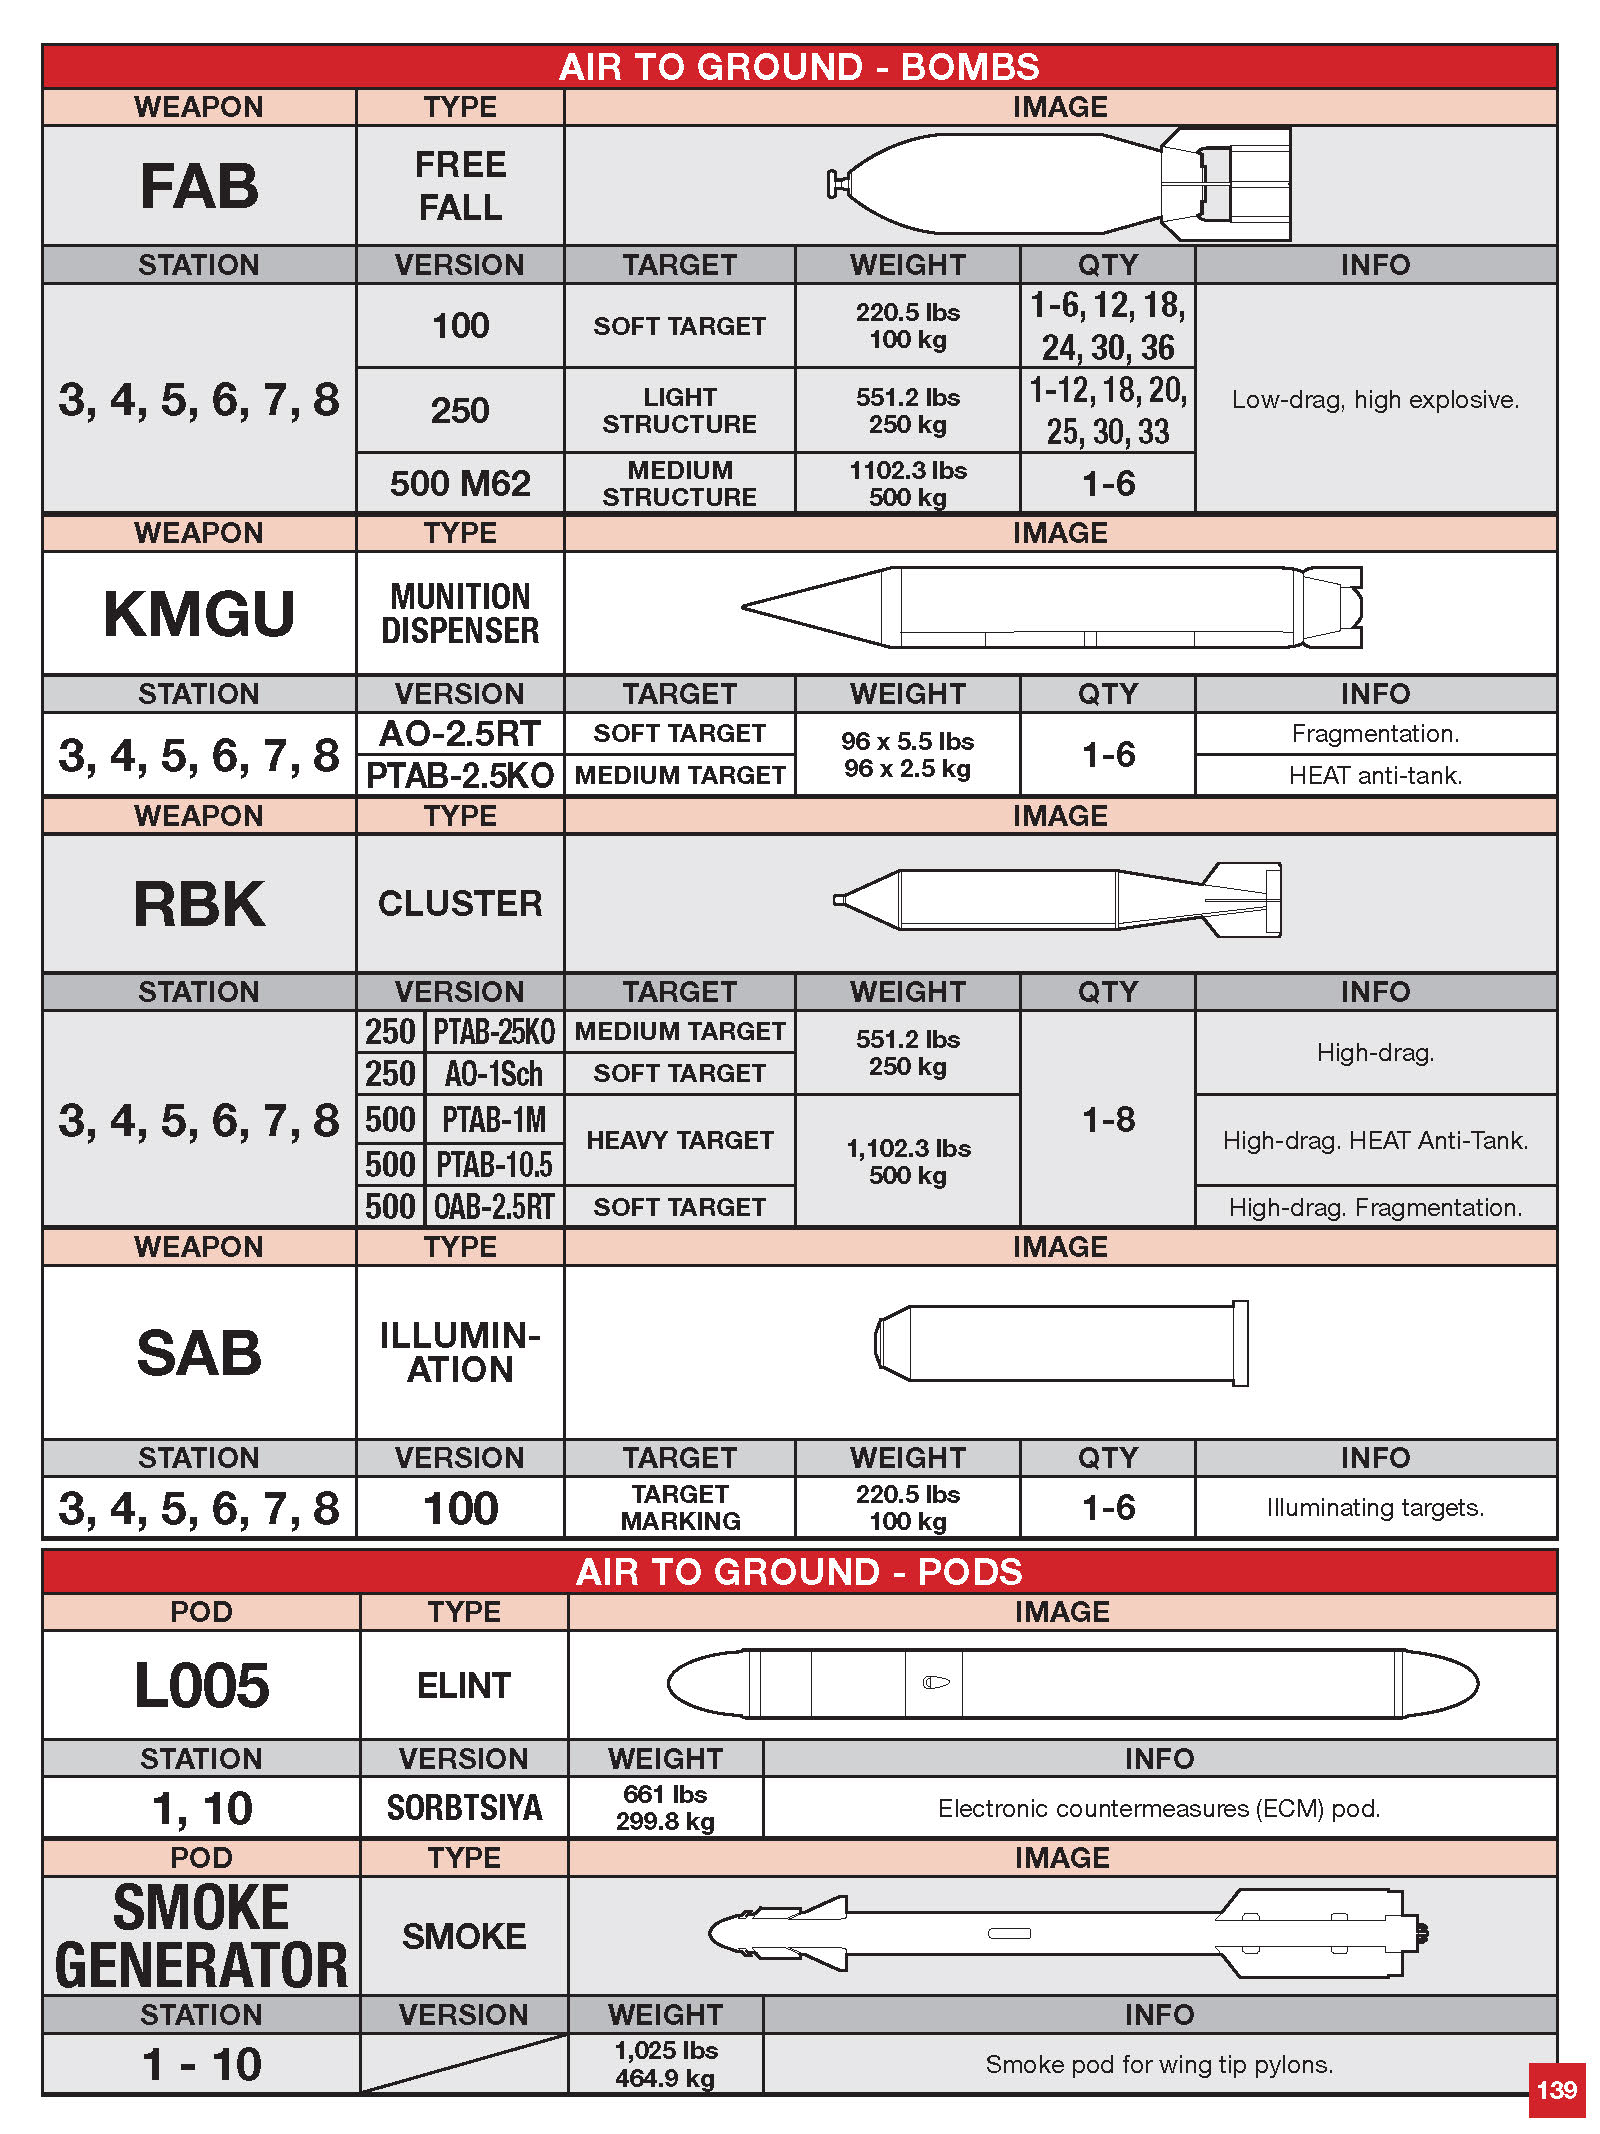 AIR TO GROUND - BOMBS
WEAPON TYPE IMAGE
FAB FREE
FALL
STATION VERSION TARGET WEIGHT QTY INFO
3, 4, 5, 6, 7, 8
100 SOFT TARGET 220.5 lbs
100 kg
1-6, 12, 18,
24, 30, 36
250 LIGHT
STRUCTURE
551.2 lbs
250 kg
1-12, 18, 20,
25, 30, 33
500 M62 MEDIUM
STRUCTURE
1102.3 lbs
500 kg
1-6
Low-drag, high explosive.
WEAPON TYPE IMAGE
KMGU MUNITION
DISPENSER
STATION VERSION TARGET WEIGHT QTY INFO
3, 4, 5, 6, 7, 8
AO-2.5RT SOFT TARGET
PTAB-2.5KO MEDIUM TARGET
96 x 5.5 lbs
96 x 2.5 kg
1-6
Fragmentation.
HEAT anti-tank.
WEAPON TYPE IMAGE
RBK CLUSTER
STATION VERSION TARGET WEIGHT QTY INFO
3, 4, 5, 6, 7, 8
250 PTAB-25KO MEDIUM TARGET
250 AO-1Sch SOFT TARGET
551.2 lbs
250 kg
High-drag.
500 PTAB-1M
500 PTAB-10.5
HEAVY TARGET
500 OAB-2.5RT SOFT TARGET
1,102.3 lbs
500 kg
1-8
High-drag. HEAT Anti-Tank.
High-drag. Fragmentation.
WEAPON TYPE IMAGE
SAB ILLUMIN-
ATION
STATION VERSION TARGET WEIGHT QTY INFO
3, 4, 5, 6, 7, 8 100 TARGET
MARKING
220.5 lbs
100 kg
1-6 Illuminating targets.
AIR TO GROUND - PODS
POD TYPE IMAGE
L005 ELINT
STATION VERSION WEIGHT INFO
1, 10 SORBTSIYA 661 lbs
299.8 kg
Electronic countermeasures (ECM) pod.
POD TYPE IMAGE
SMOKE
GENERATOR
SMOKE
STATION VERSION WEIGHT INFO
1 - 10 1,025 lbs
464.9 kg
Smoke pod for wing tip pylons.
139